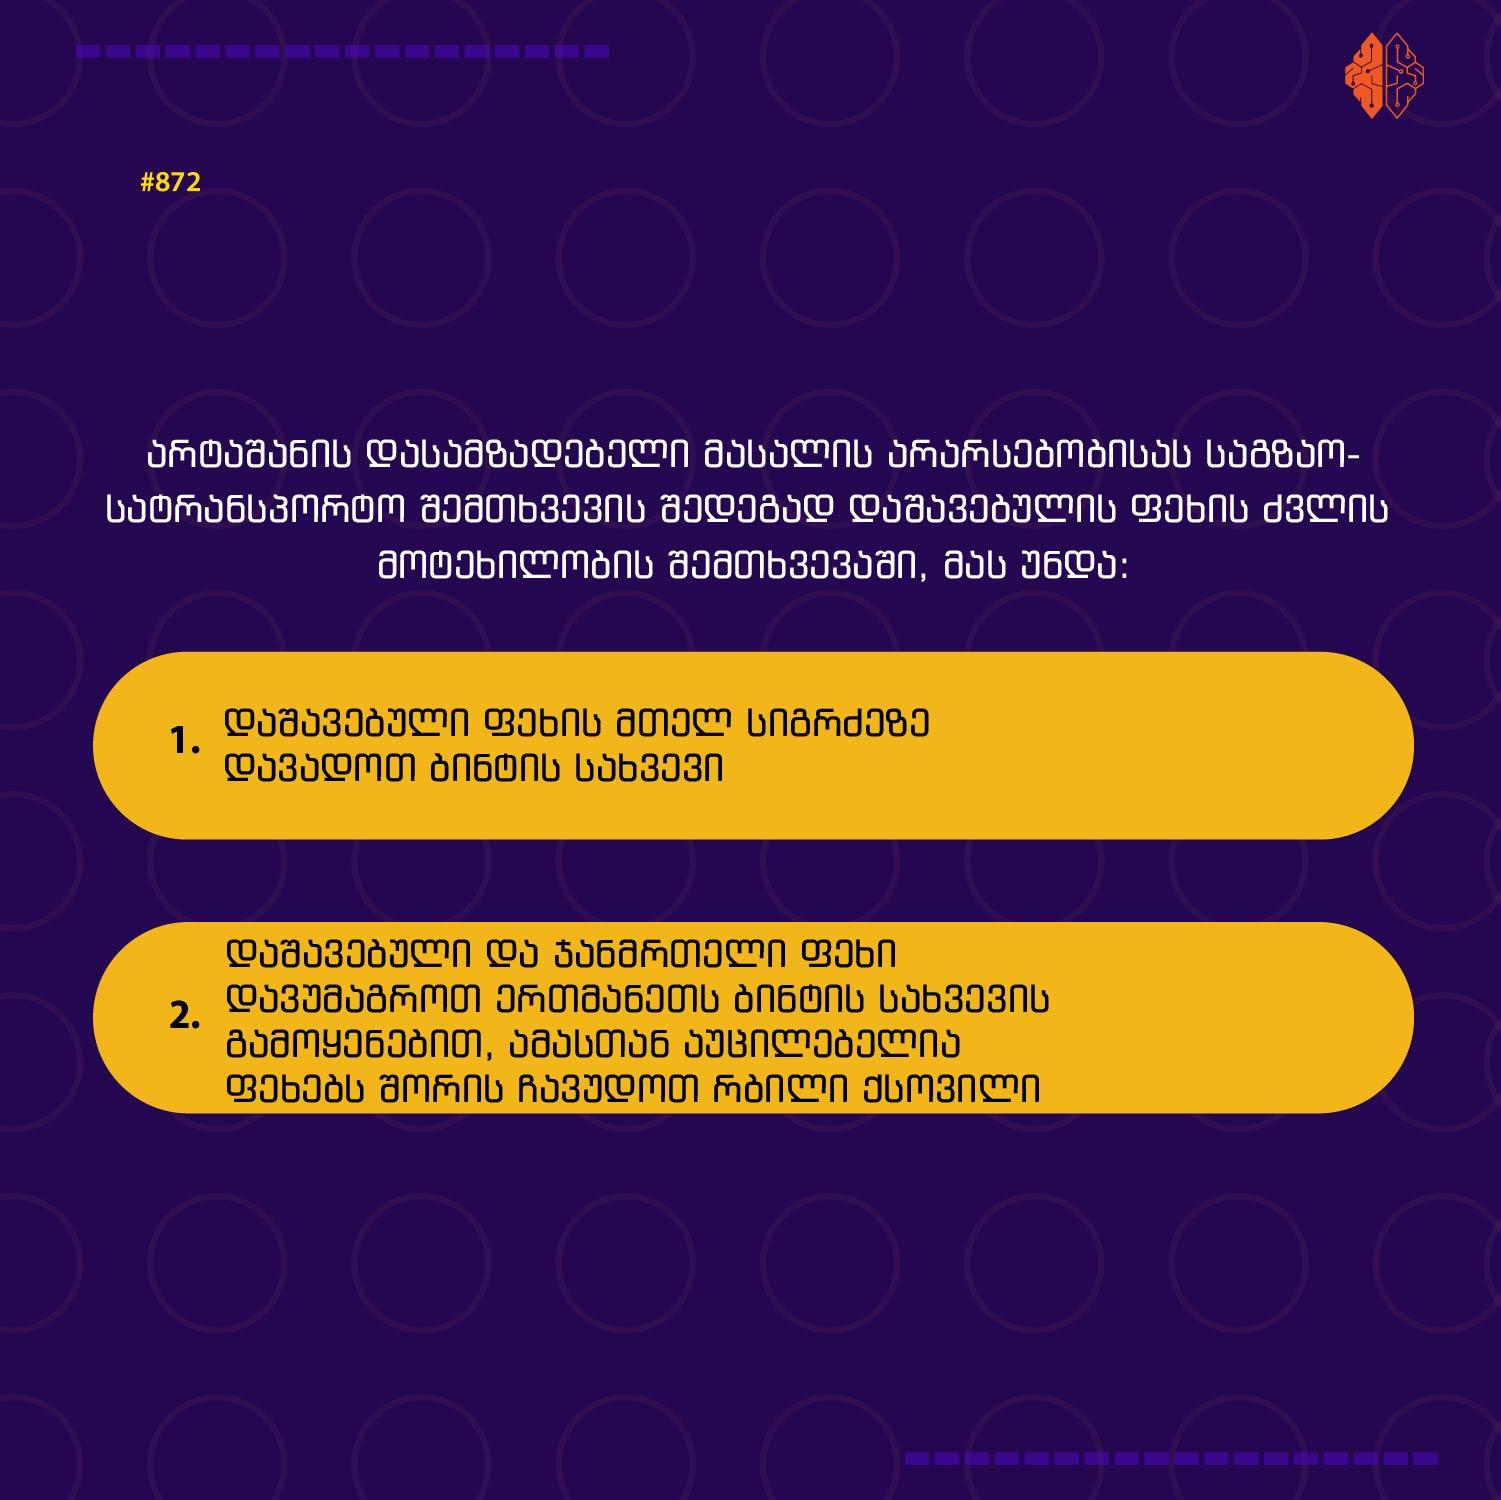 #872
არტაშანის დასამზადებელი მასალის არარსებობისას საგზაო-
სატრანსპორტო შემთხვევის შედეგად დაშავებულის ფეხის ძვლის
მოტეხილობის შემთხვევაში, მას უნდა:
1. დაშავებული ფეხის მთელ სიგრძეზე
დავადოთ ბინტის სახვევი
2. დაშავებული და ჯანმრთელი ფეხი
დავუმაგროთ ერთმანეთს ბინტის სახვევის
გამოყენებით, ამასთან აუცილებელია
ფეხებს შორის ჩავუდოთ რბილი ქსოვილი